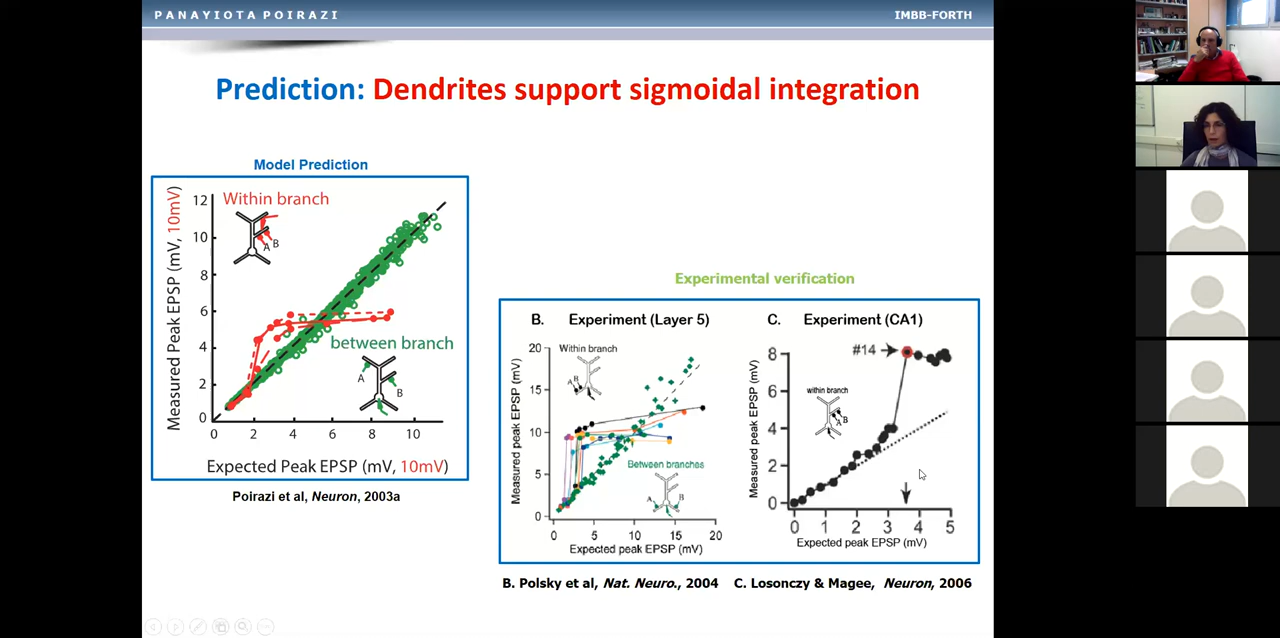 PANAYIOTA POIRAZI
IMBB-FORTH
Prediction: Dendrites support sigmoidal integration
Model Prediction
Within branch
A
B
between branch
A
B
Measured Peak EPSP (mV, 10mV)
12
10
8
6
4
2
0
0 2 4 6 8 10
Expected Peak EPSP (mV, 10mV)
Poirazi et al, Neuron, 2003a
Experimental verification
B. Experiment (Layer 5)
Within branch
A B
Between branches
A B
Measured peak EPSP (mV)
20
15
10
5
0
0 5 10 15 20
Expected peak EPSP (mV)
C. Experiment (CA1)
#14
within branch
A
B
Measured peak EPSP (mV)
8
6
4
2
0
0 1 2 3 4 5
Expected peak EPSP (mV)
B. Polsky et al, Nat. Neuro., 2004
C. Losonczy & Magee, Neuron, 2006